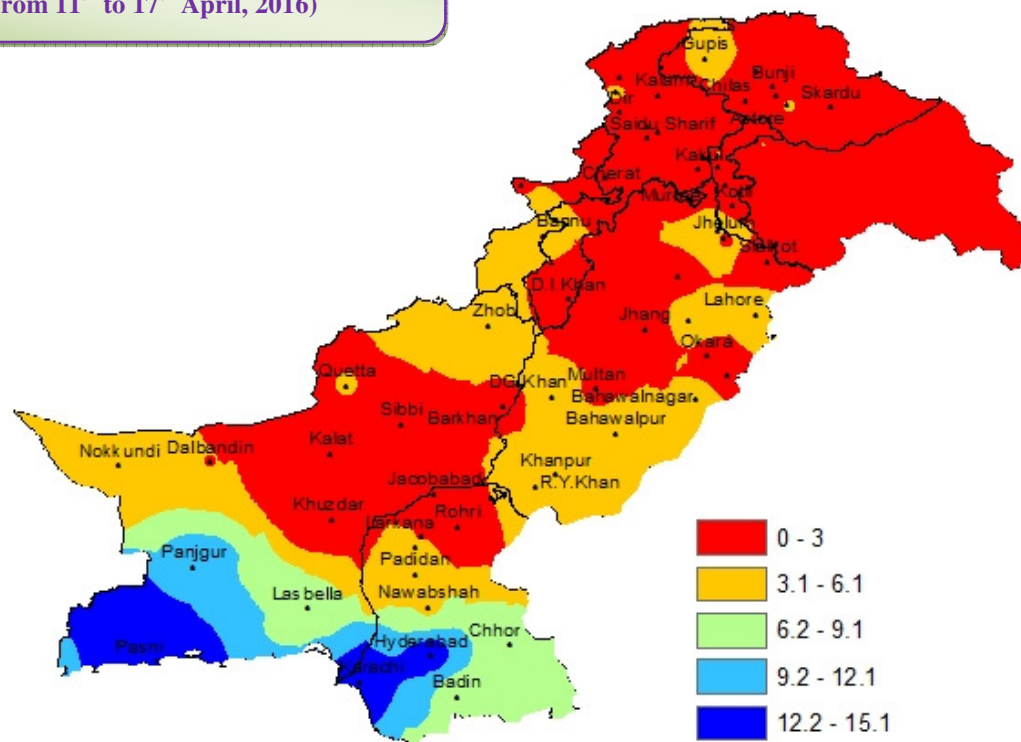 rom 11 to 17 April, 2016)
Gupis
Kalam
Chilas
Bunji
Skardu
Dir
Astore
Saidu Sharif
Kakul
Cherat
Murree
Kotli
Bannu
Jhelum
Sialkot
D.I.Khan
Lahore
Zhob
Jhang
Okara
Quetta
DG Khan
Multan
Bahawalnagar
Sibbi
Barkhan
Bahawalpur
Kalat
Nokkundi
Dalbandin
Khanpur
Jacobabad
R.Y.Khan
Khuzdar
Rohri
Larkana
Panjgur
Padidan
Lasbella
Nawabshah
Chhor
Pasni
Hyderabad
Karachi
Badin
0 - 3
3.1 - 6.1
6.2 - 9.1
9.2 - 12.1
12.2 - 15.1